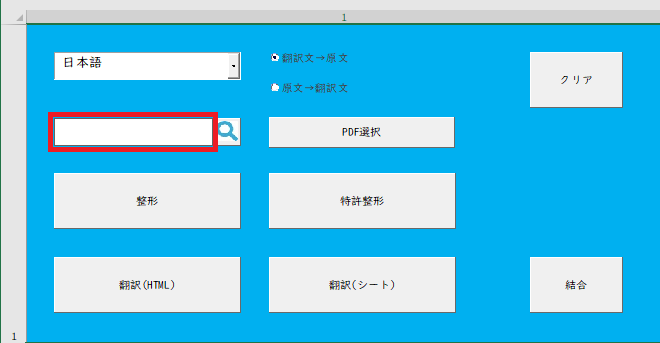 1
日本語
翻訳文→原文
原文→翻訳文
クリア
PDF選択
整形
特許整形
翻訳(HTML)
翻訳(シート)
結合
1